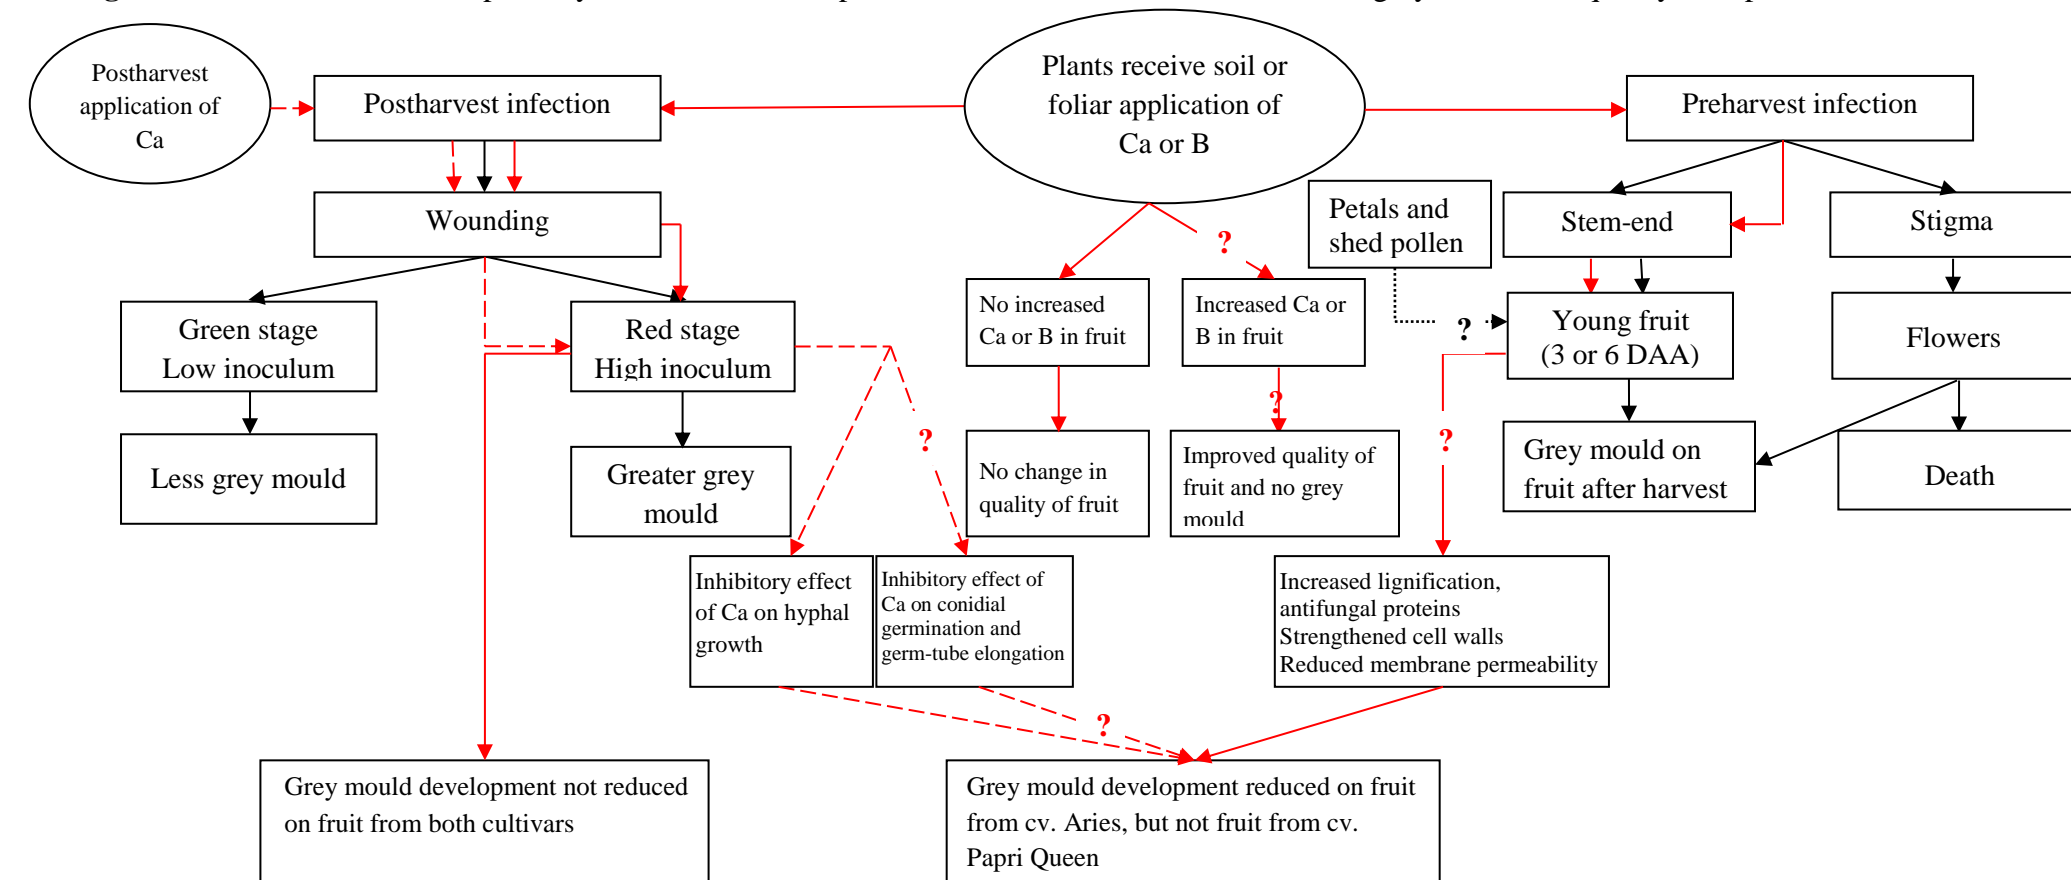 Postharvest
application of
Ca
Postharvest infection
Plants receive soil or
foliar application of
Ca or B
Preharvest infection
Wounding
Petals and
shed pollen
Stem-end
Stigma
?
Green stage
Low inoculum
Red stage
High inoculum
No increased
Ca or B in fruit
Increased Ca or
B in fruit
?
Young fruit
(3 or 6 DAA)
Flowers
Less grey mould
Greater grey
mould
?
No change in
quality of fruit
?
Improved quality of
fruit and no grey
mould
?
Grey mould on
fruit after harvest
Death
Inhibitory effect
of Ca on hyphal
growth
Inhibitory effect of
Ca on conidial
germination and
germ-tube elongation
Increased lignification,
antifungal proteins
Strengthened cell walls
Reduced membrane permeability
?
Grey mould development not reduced
on fruit from both cultivars
Grey mould development reduced on fruit
from cv. Aries, but not fruit from cv.
Papri Queen